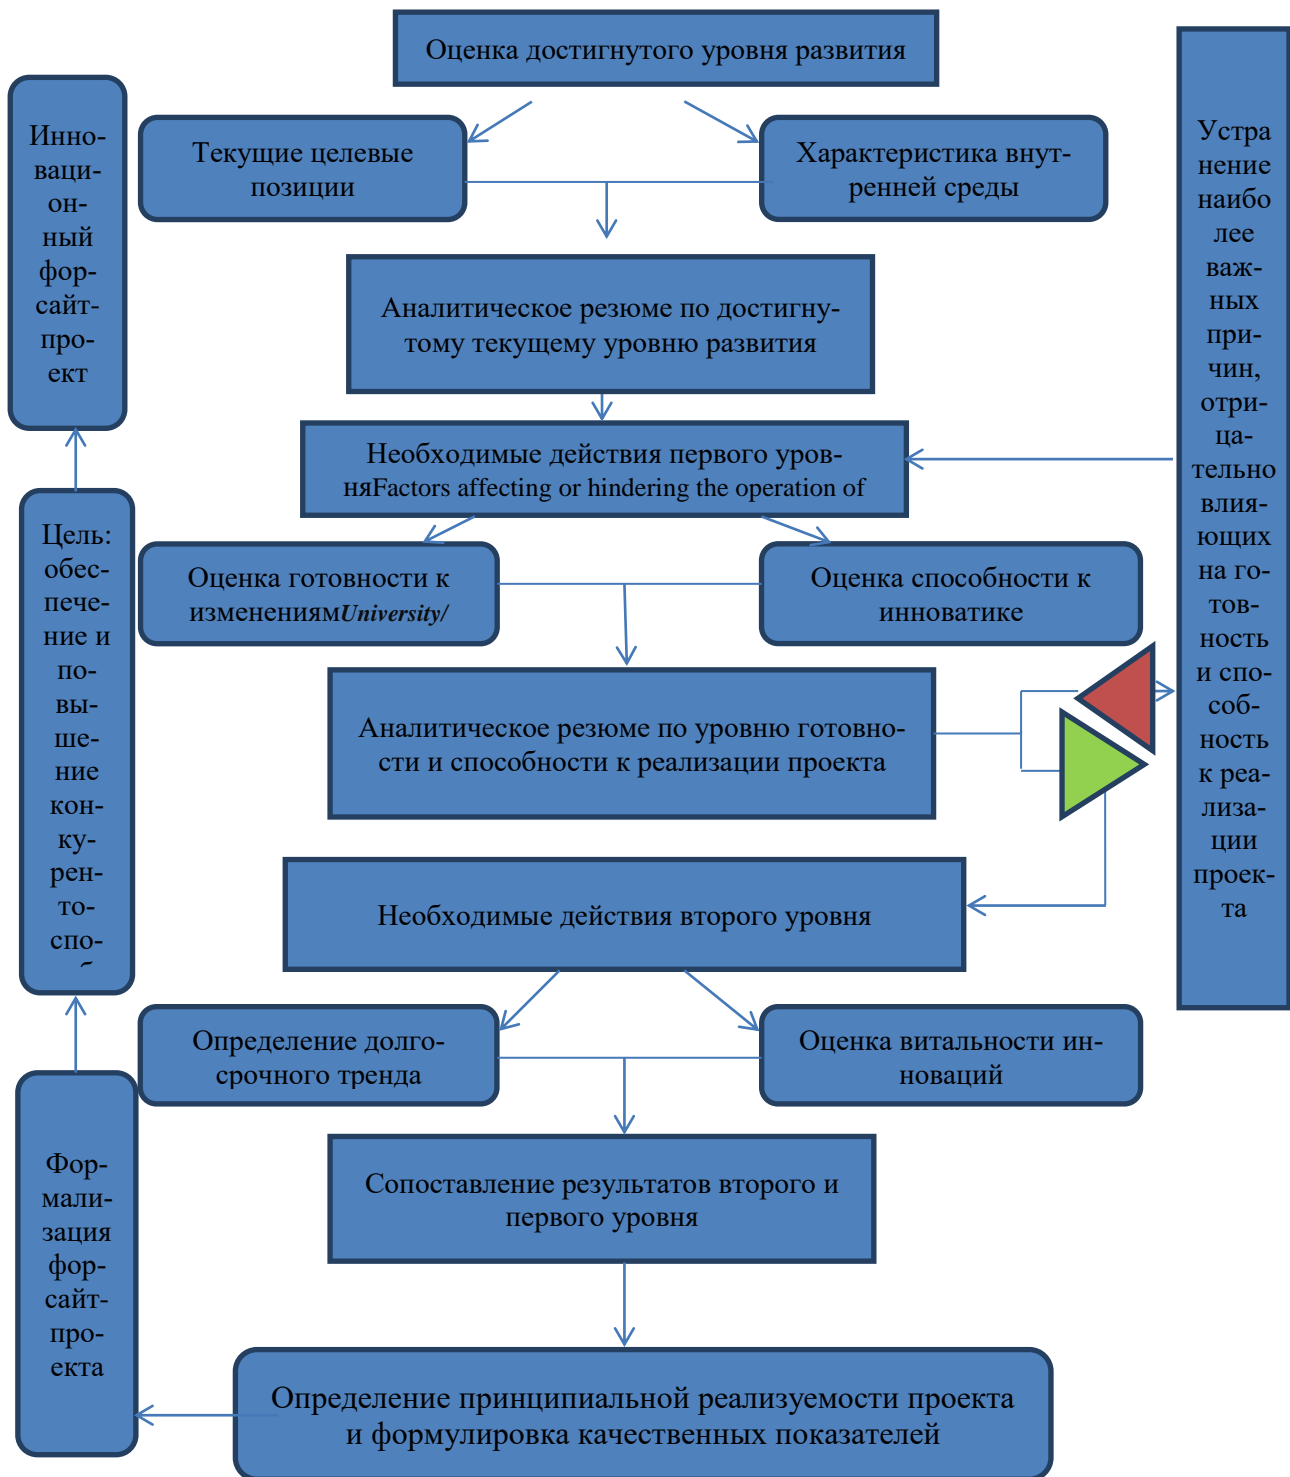 Оценка достигнутого уровня развития
Инно-
ваци-
он-
ный
фор-
сайт-
про-
ект
Текущие целевые
позиции
Характеристика внут-
ренней среды
Устра
нение
наибо
лее
важ-
ных
при-
чин,
отри-
ца-
тельно
влия-
ющих
на го-
тов-
ность
и спо-
соб-
ность
к реа-
лиза-
ции
проек-
та
Аналитическое резюме по достигну-
тому текущему уровню развития
Необходимые действия первого уров-
няFactors affecting or hindering the operation of
Цель:
обес-
пече-
ние и
по-
вы-
ше-
ние
кон-
ку-
рен-
то-
спо-
Оценка готовности к
изменениямUniversity/
Оценка способности к
инноватике
Аналитическое резюме по уровню готовно-
сти и способности к реализации проекта
Необходимые действия второго уровня
Определение долго-
срочного тренда
Оценка витальности ин-
новаций
Фор-
мали-
зация
фор-
сайт-
про-
екта
Сопоставление результатов второго и
первого уровня
Определение принципиальной реализуемости проекта
и формулировка качественных показателей